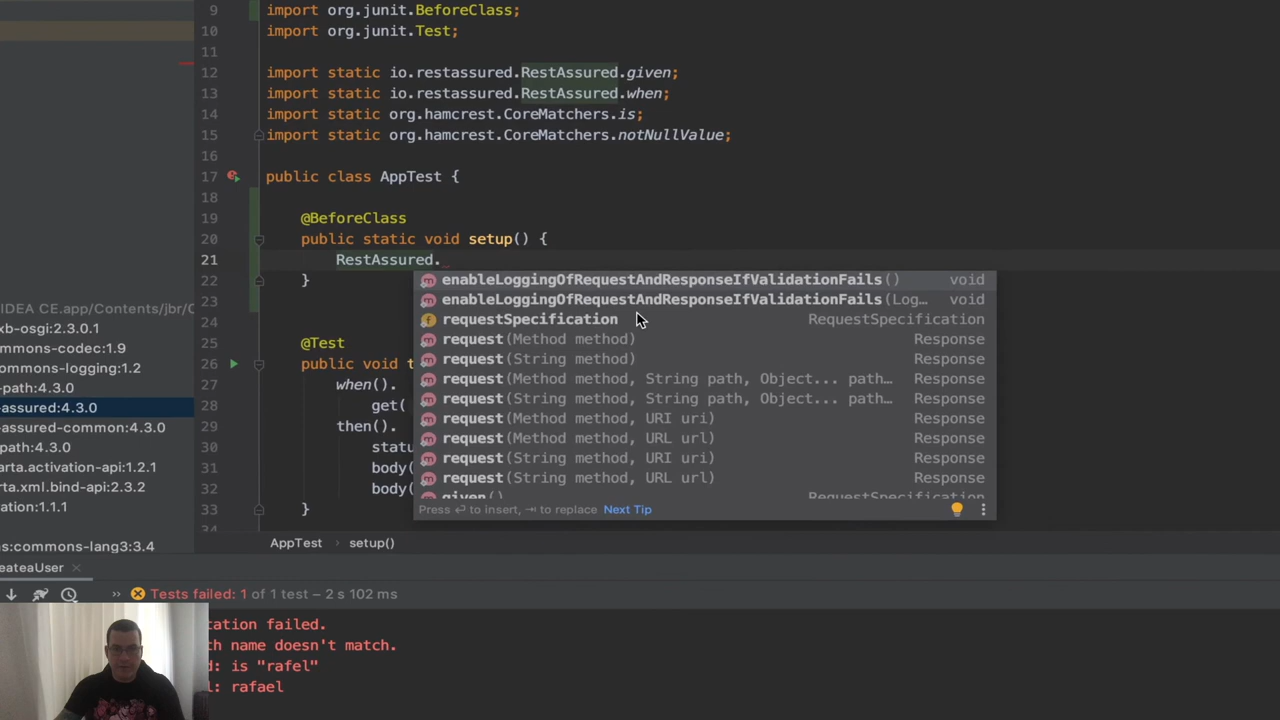 9 import org.junit.BeforeClass;
10 import org.junit.Test;
11
12 import static io.restassured.RestAssured.given;
13 import static io.restassured.RestAssured.when;
14 import static org.hamcrest.CoreMatchers.is;
15 import static org.hamcrest.CoreMatchers.notNullValue;
16
17 public class AppTest {
18
19 @BeforeClass
20 public static void setup() {
21 RestAssured.
22 }
enableLoggingOfRequestAndResponseIfValidationFails() void
23
enableLoggingOfRequestAndResponseIfValidationFails(Log… void
IDEA CE.app/Contents/jbr/
24
requestSpecification RequestSpecification
xb-osgi:2.3.0.1
25 @Test
request(Method method) Response
mmons-codec:1.9
26 public void t
request(String method) Response
ommons-logging:1.2
27 when().
request(Method method, String path, Object... path… Response
-path:4.3.0
28 get(
request(String method, String path, Object... path… Response
-assured:4.3.0
29 then().
request(Method method, URI uri) Response
-assured-common:4.3.0
30 statu
request(Method method, URL url) Response
path:4.3.0
31 body(
request(String method, URI uri) Response
arta.activation-api:1.2.1
32 body(
request(String method, URL url) Response
rta.xml.bind-api:2.3.2
given() RequestSpecification
33 }
ation:1.1.1
Press ↵ to insert, ⇥ to replace Next Tip
34
ns:commons-lang3:3.4
AppTest › setup()
eateaUser ×
» Tests failed: 1 of 1 test – 2 s 102 ms
tation failed.
th name doesn't match.
d: is "rafel"
l: rafael